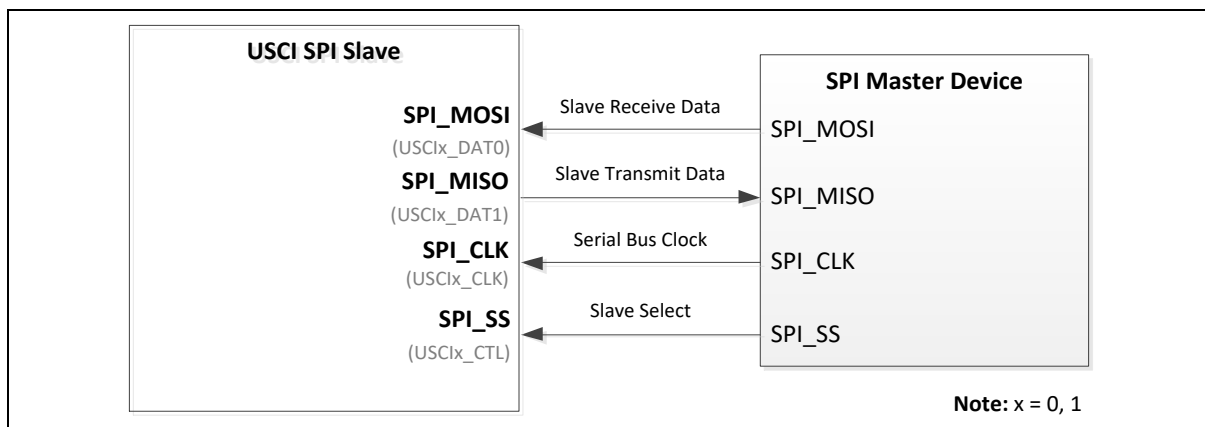 USCI SPI Slave
SPI_MOSI
(USCIx_DAT0)
SPI_MISO
(USCIx_DAT1)
SPI_CLK
(USCIx_CLK)
SPI_SS
(USCIx_CTL)
Slave Receive Data
Slave Transmit Data
Serial Bus Clock
Slave Select
SPI Master Device
SPI_MOSI
SPI_MISO
SPI_CLK
SPI_SS
Note: x = 0, 1